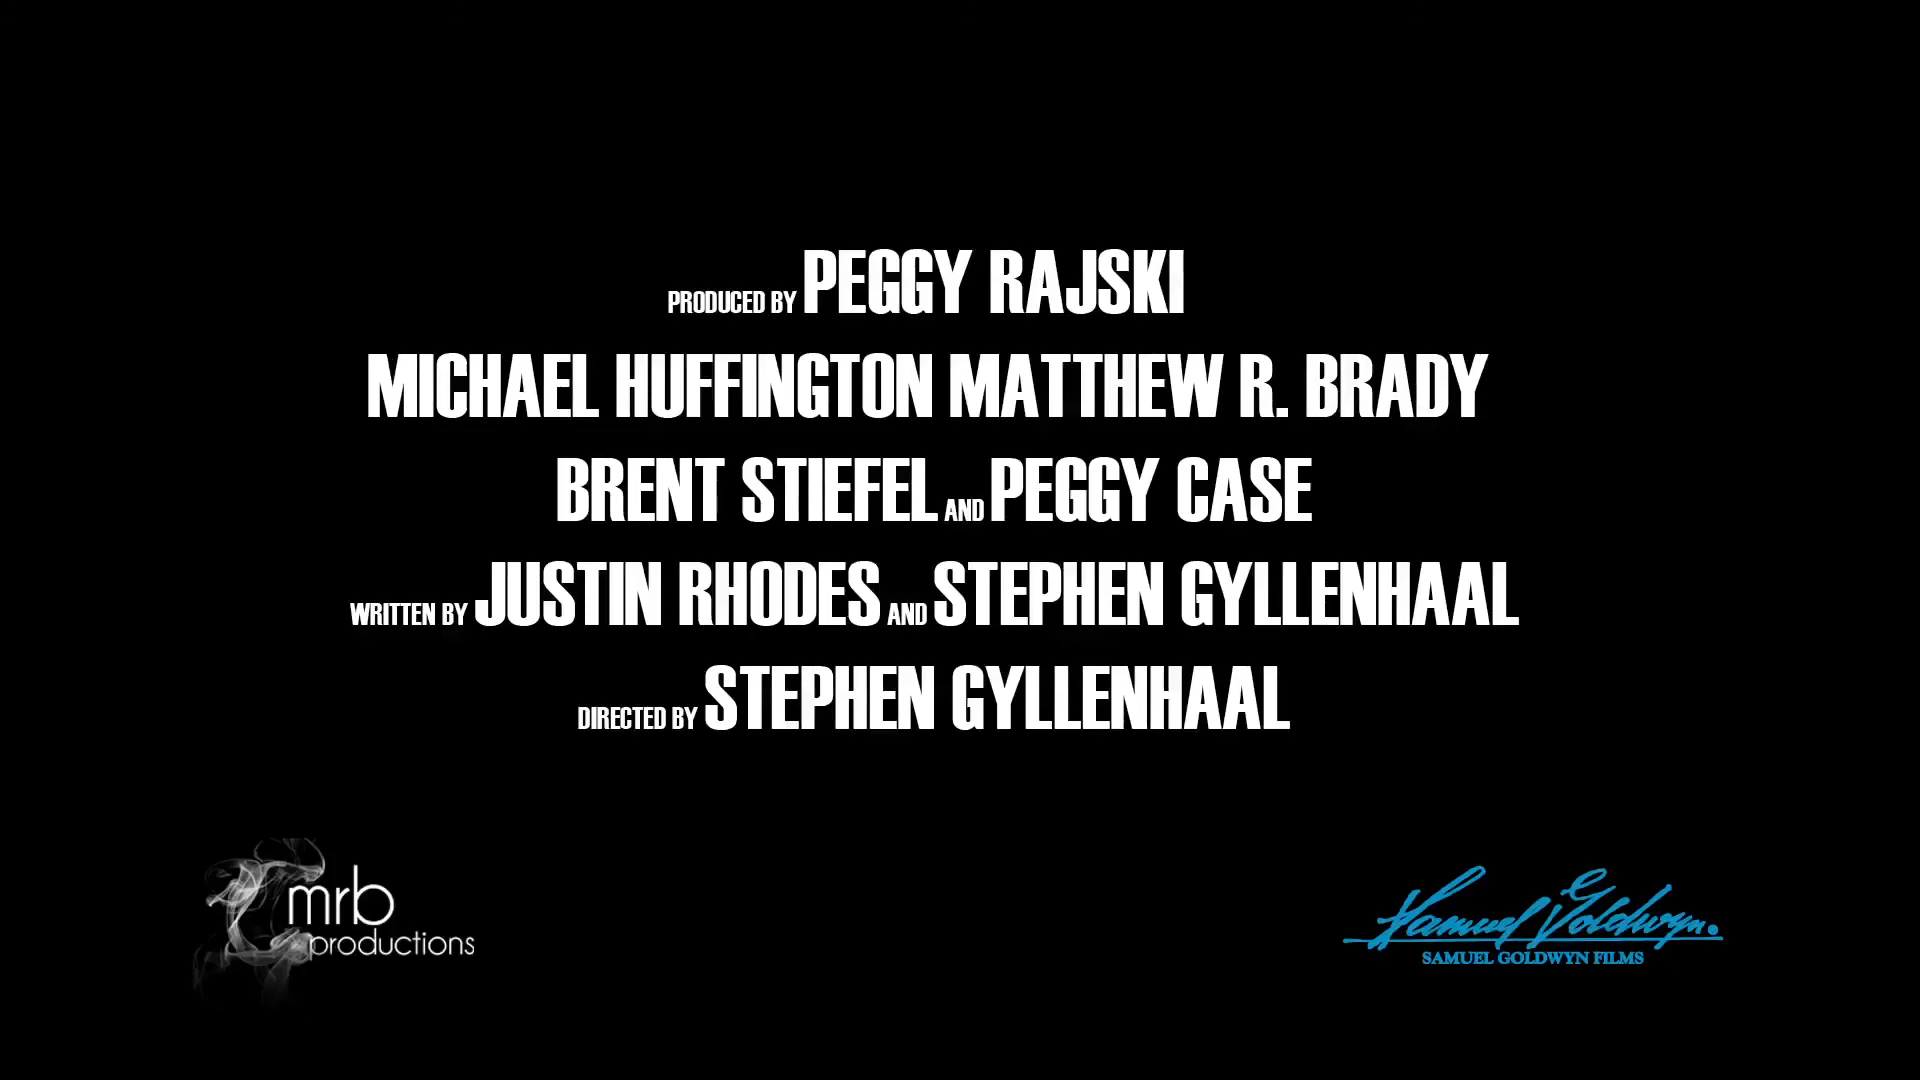 PRODUCED BY PEGGY RAJSKI
MICHAEL HUFFINGTON MATTHEW R. BRADY
BRENT STIEFEL AND PEGGY CASE
WRITTEN BY JUSTIN RHODES AND STEPHEN GYLLENHAAL
DIRECTED BY STEPHEN GYLLENHAAL
mrb
productions
Samuel Goldwyn.
SAMUEL GOLDWYN FILMS